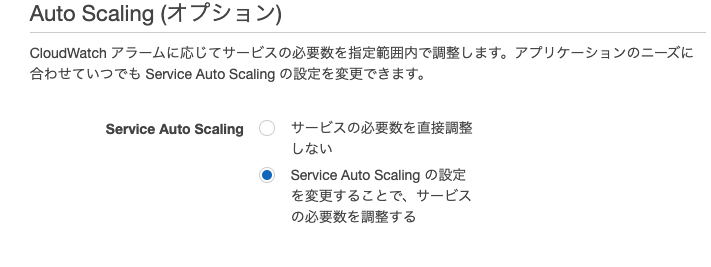 Auto Scaling (オプション)
CloudWatch アラームに応じてサービスの必要数を指定範囲内で調整します。アプリケーションのニーズに
合わせていつでも Service Auto Scaling の設定を変更できます。
Service Auto Scaling サービスの必要数を直接調整
しない
Service Auto Scaling の設定
を変更することで、サービス
の必要数を調整する